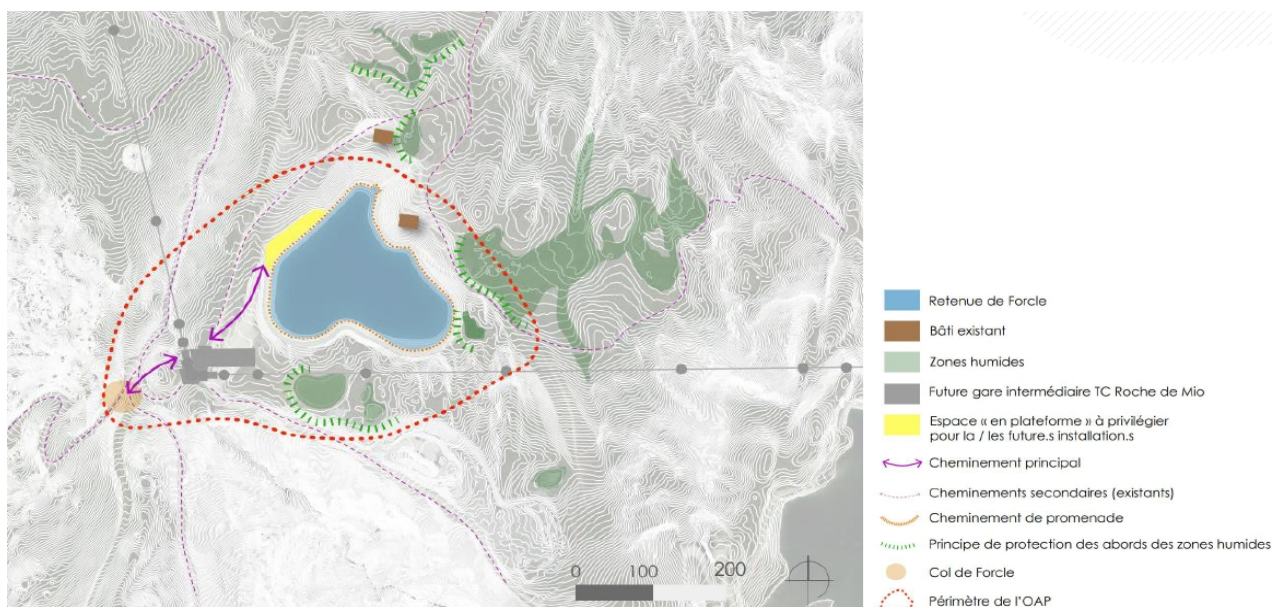 Retenue de Forcle
Bâti existant
Zones humides
Future gare intermédiaire TC Roche de Mio
Espace « en plateforme » à privilégier
pour la / les future.s installation.s
Cheminement principal
Cheminements secondaires (existants)
Cheminement de promenade
Principe de protection des abords des zones humides
Col de Forcle
Périmètre de l'OAP
0 100 200